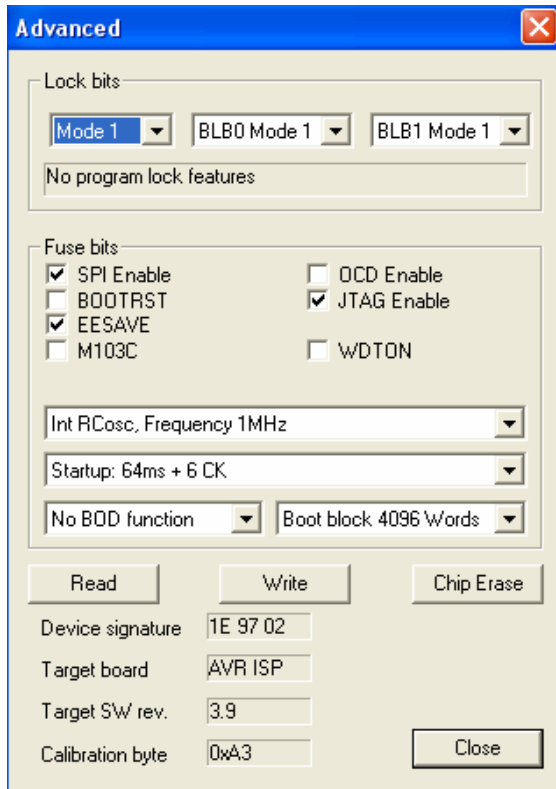 Advanced
Lock bits
Mode 1 BLB0 Mode 1 BLB1 Mode 1
No program lock features
Fuse bits
SPI Enable OCD Enable
BOOTRST JTAG Enable
EESAVE
M103C WDTON
Int RCosc, Frequency 1MHz
Startup: 64ms + 6 CK
No BOD function Boot block 4096 Words
Read Write Chip Erase
Device signature 1E 97 02
Target board AVR ISP
Target SW rev. 3.9
Calibration byte 0xA3 Close